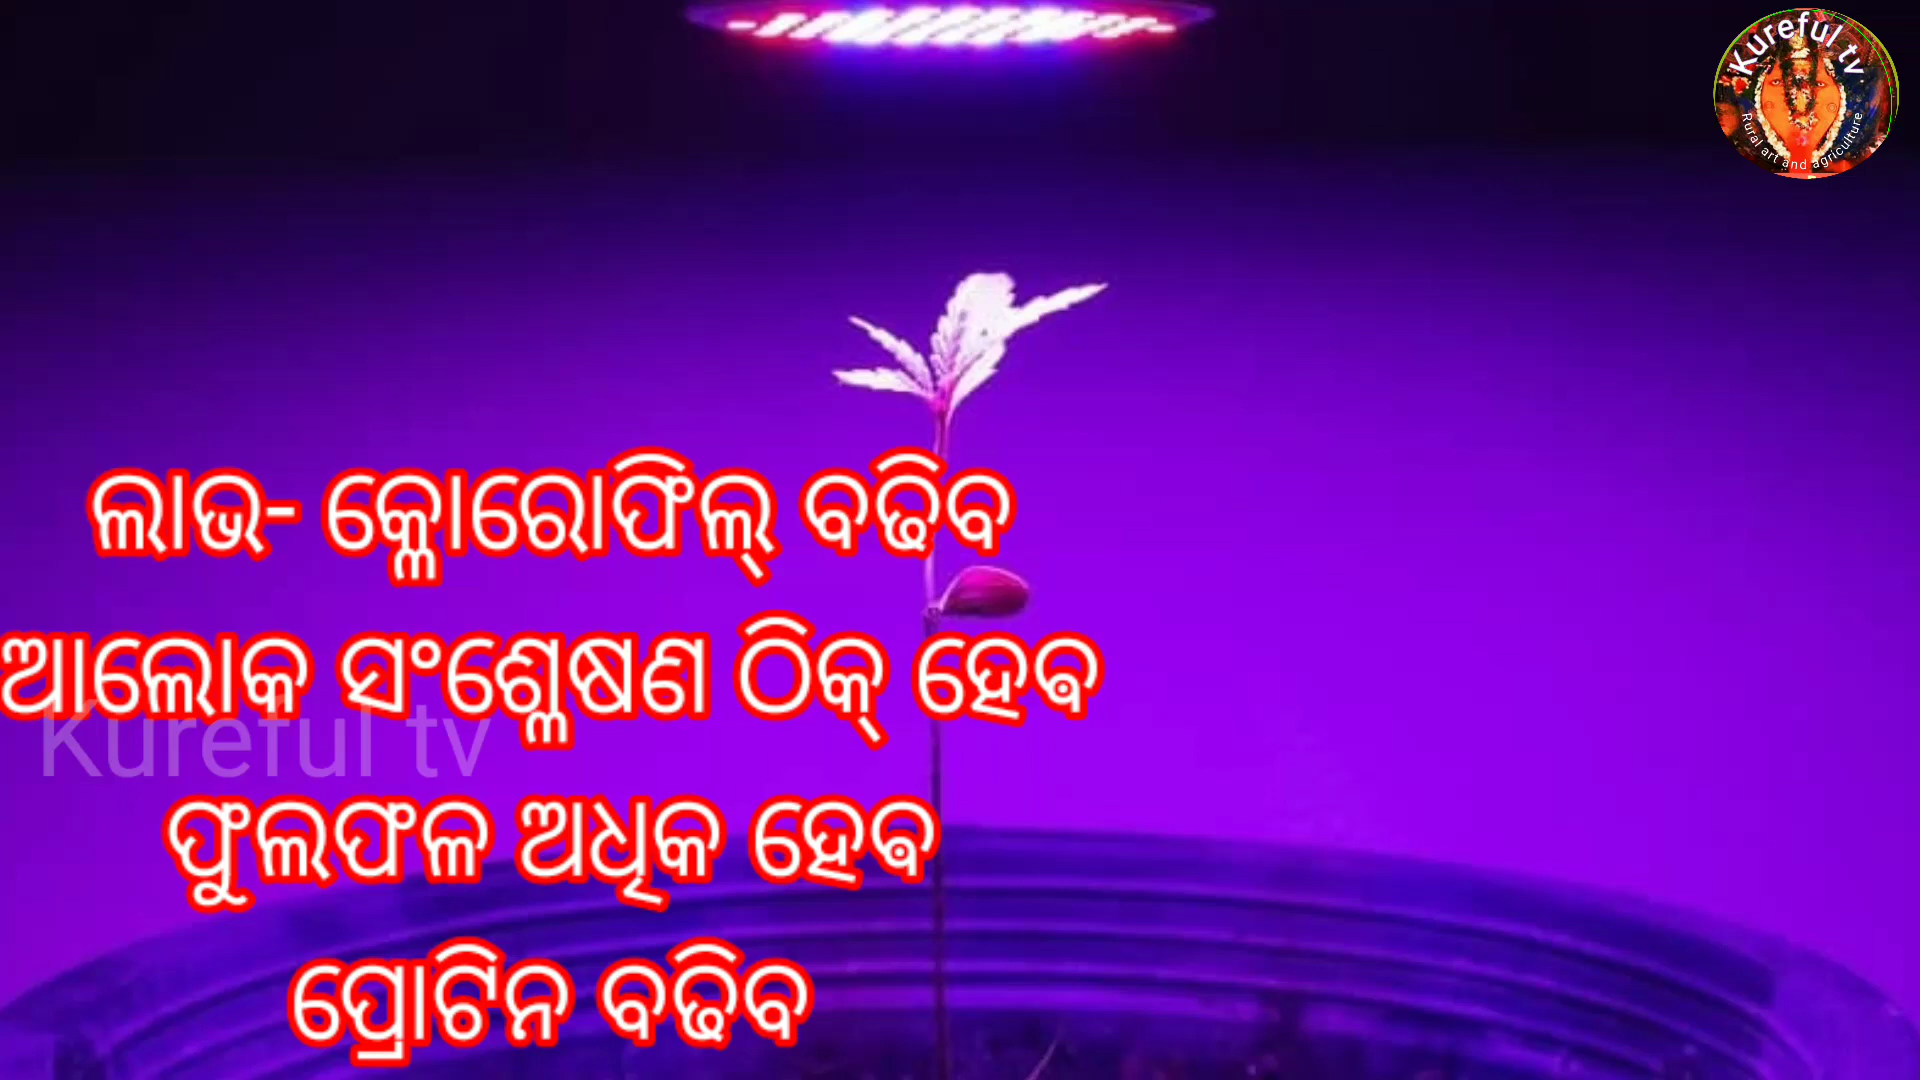 Kureful tv
Rural art and agriculture
ଲାଭ- କ୍ଳୋରୋଫିଲ୍ ବଢିବ
ଆଲୋକ ସଂଶ୍ଳେଷଣ ଠିକ୍ ହେଵ
Kureful tv
ଫୁଲଫଳ ଅଧିକ ହେଵ
ପ୍ରୋଟିନ ବଢିବ